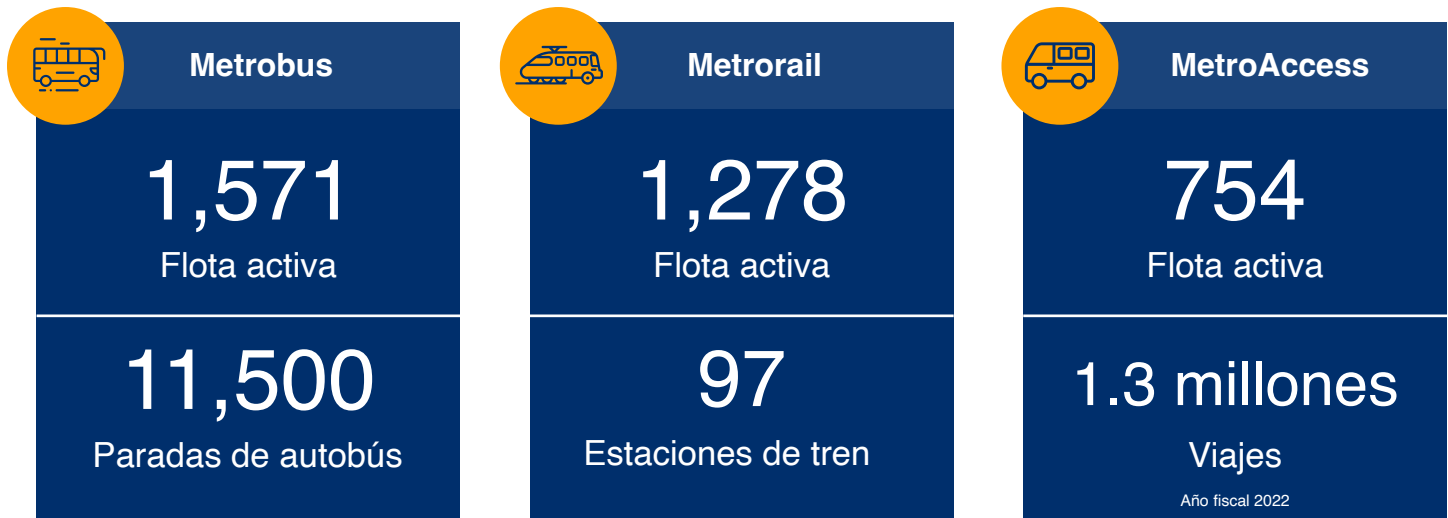 Metrobus
1,571
Flota activa
11,500
Paradas de autobús
Metrorail
1,278
Flota activa
97
Estaciones de tren
MetroAccess
754
Flota activa
1.3 millones
Viajes
Año fiscal 2022